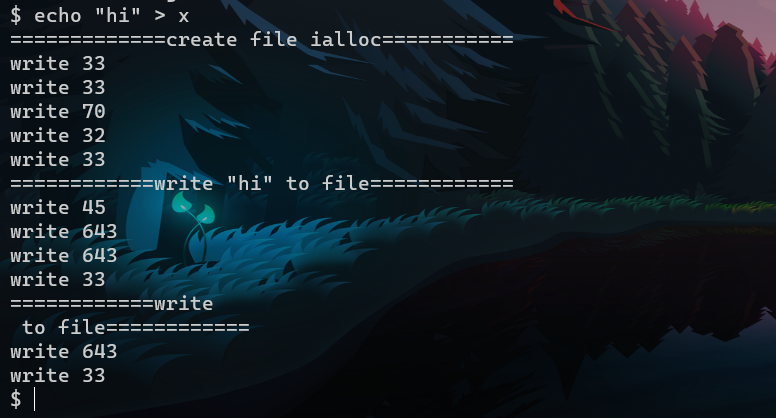 $ echo "hi" > x
=============create file ialloc===========
write 33
write 33
write 70
write 32
write 33
============write "hi" to file============
write 45
write 643
write 643
write 33
============write
 to file============
write 643
write 33
$